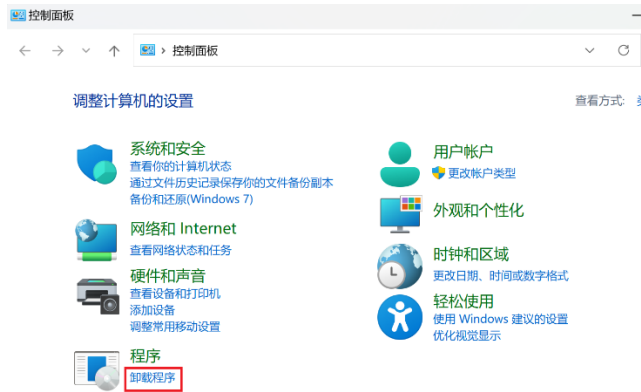 控制面板
控制面板
调整计算机的设置
查看方式:
系统和安全
查看你的计算机状态
通过文件历史记录保存你的文件备份副本
备份和还原(Windows 7)
网络和 Internet
查看网络状态和任务
硬件和声音
查看设备和打印机
添加设备
调整常用移动设置
程序
卸载程序
用户帐户
更改帐户类型
外观和个性化
时钟和区域
更改日期、时间或数字格式
轻松使用
使用 Windows 建议的设置
优化视觉显示